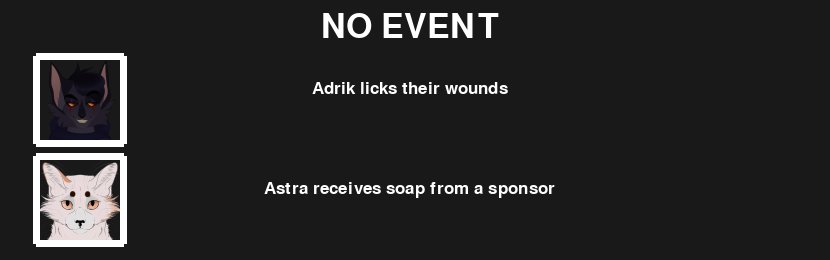 NO EVENT
Adrik licks their wounds
Astra receives soap from a sponsor